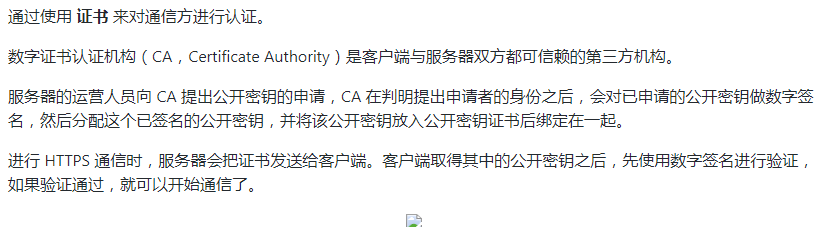 通过使用 证书 来对通信方进行认证。
数字证书认证机构（CA，Certificate Authority）是客户端与服务器双方都可信赖的第三方机构。
服务器的运营人员向 CA 提出公开密钥的申请，CA 在判明提出申请者的身份之后，会对已申请的公开密钥做数字签
名，然后分配这个已签名的公开密钥，并将该公开密钥放入公开密钥证书后绑定在一起。
进行 HTTPS 通信时，服务器会把证书发送给客户端。客户端取得其中的公开密钥之后，先使用数字签名进行验证，
如果验证通过，就可以开始通信了。